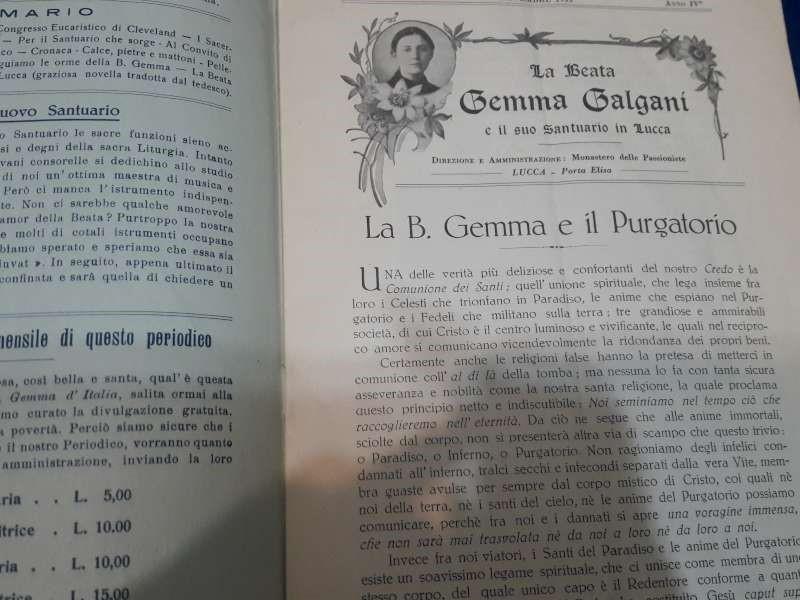 MARIO
Congresso Eucaristico di Cleveland — I Sacer-
— Per il Santuario che sorge - Al Convito di
co — Cronaca - Calce, pietre e mattoni - Pelle-
guiamo le orme della B. Gemma — La Beata
Lucca (graziosa novella tradotta dal tedesco).
uovo Santuario
o Santuario le sacre funzioni sieno ac-
si e degni della sacra Liturgia. Intanto
vani consorelle si dedichino allo studio
di noi un'ottima maestra di musica e
Però ci manca l'istrumento indispen-
te. Non ci sarebbe qualche amorevole
amor della Beata? Purtroppo la nostra
e molti di cotali istrumenti occupano
biamo sperato e speriamo che essa sia
luvat ». In seguito, appena ultimato il
confinata e sarà quella di chiedere un
mensile di questo periodico
osa, così bella e santa, qual'è questa
Gemma d'Italia, salita ormai alla
mo curato la divulgazione gratuita.
a povertà. Perciò siamo sicure che i
il nostro Periodico, vorranno quanto
amministrazione, inviando la loro
ria . . L. 5,00
itrice . L. 10.00
ria . . L. 10,00
itrice . L. 15.00
Anno IV°
La Beata
Gemma Galgani
e il suo Santuario in Lucca
Direzione e Amministrazione: Monastero delle Passioniste
LUCCA - Porta Elisa
La B. Gemma e il Purgatorio
UNA delle verità più deliziose e confortanti del nostro Credo è la
Comunione dei Santi; quell'unione spirituale, che lega insieme fra
loro i Celesti che trionfano in Paradiso, le anime che espiano nel Pur-
gatorio e i Fedeli che militano sulla terra; tre grandiose e ammirabili
società, di cui Cristo è il centro luminoso e vivificante, le quali nel recipro-
co amore si comunicano vicendevolmente la ridondanza dei propri beni.
Certamente anche le religioni false hanno la pretesa di metterci in
comunione coll'al di là della tomba; ma nessuna lo fa con tanta sicura
asseveranza e nobiltà come la nostra santa religione, la quale proclama
questo principio netto e indiscutibile: Noi seminiamo nel tempo ciò che
raccoglieremo nell'eternità. Da ciò ne segue che alle anime immortali,
sciolte dal corpo, non si presenterà altra via di scampo che questo trivio:
o Paradiso, o Inferno, o Purgatorio. Non ragioniamo degli infelici con-
dannati all'inferno, tralci secchi e infecondi separati dalla vera Vite, mem-
bra guaste avulse per sempre dal corpo mistico di Cristo, coi quali nè
noi della terra, nè i santi del cielo, nè le anime del Purgatorio possiamo
comunicare, perchè fra noi e i dannati si apre una voragine immensa,
che non sarà mai trasvolata nè da noi a loro nè da loro a noi.
Invece fra noi viatori, i Santi del Paradiso e le anime del Purgatorio
esiste un soavissimo legame spirituale, che ci unisce come membra di uno
stesso corpo, del quale unico capo è il Redentore conforme a quant
Gesù caput sup